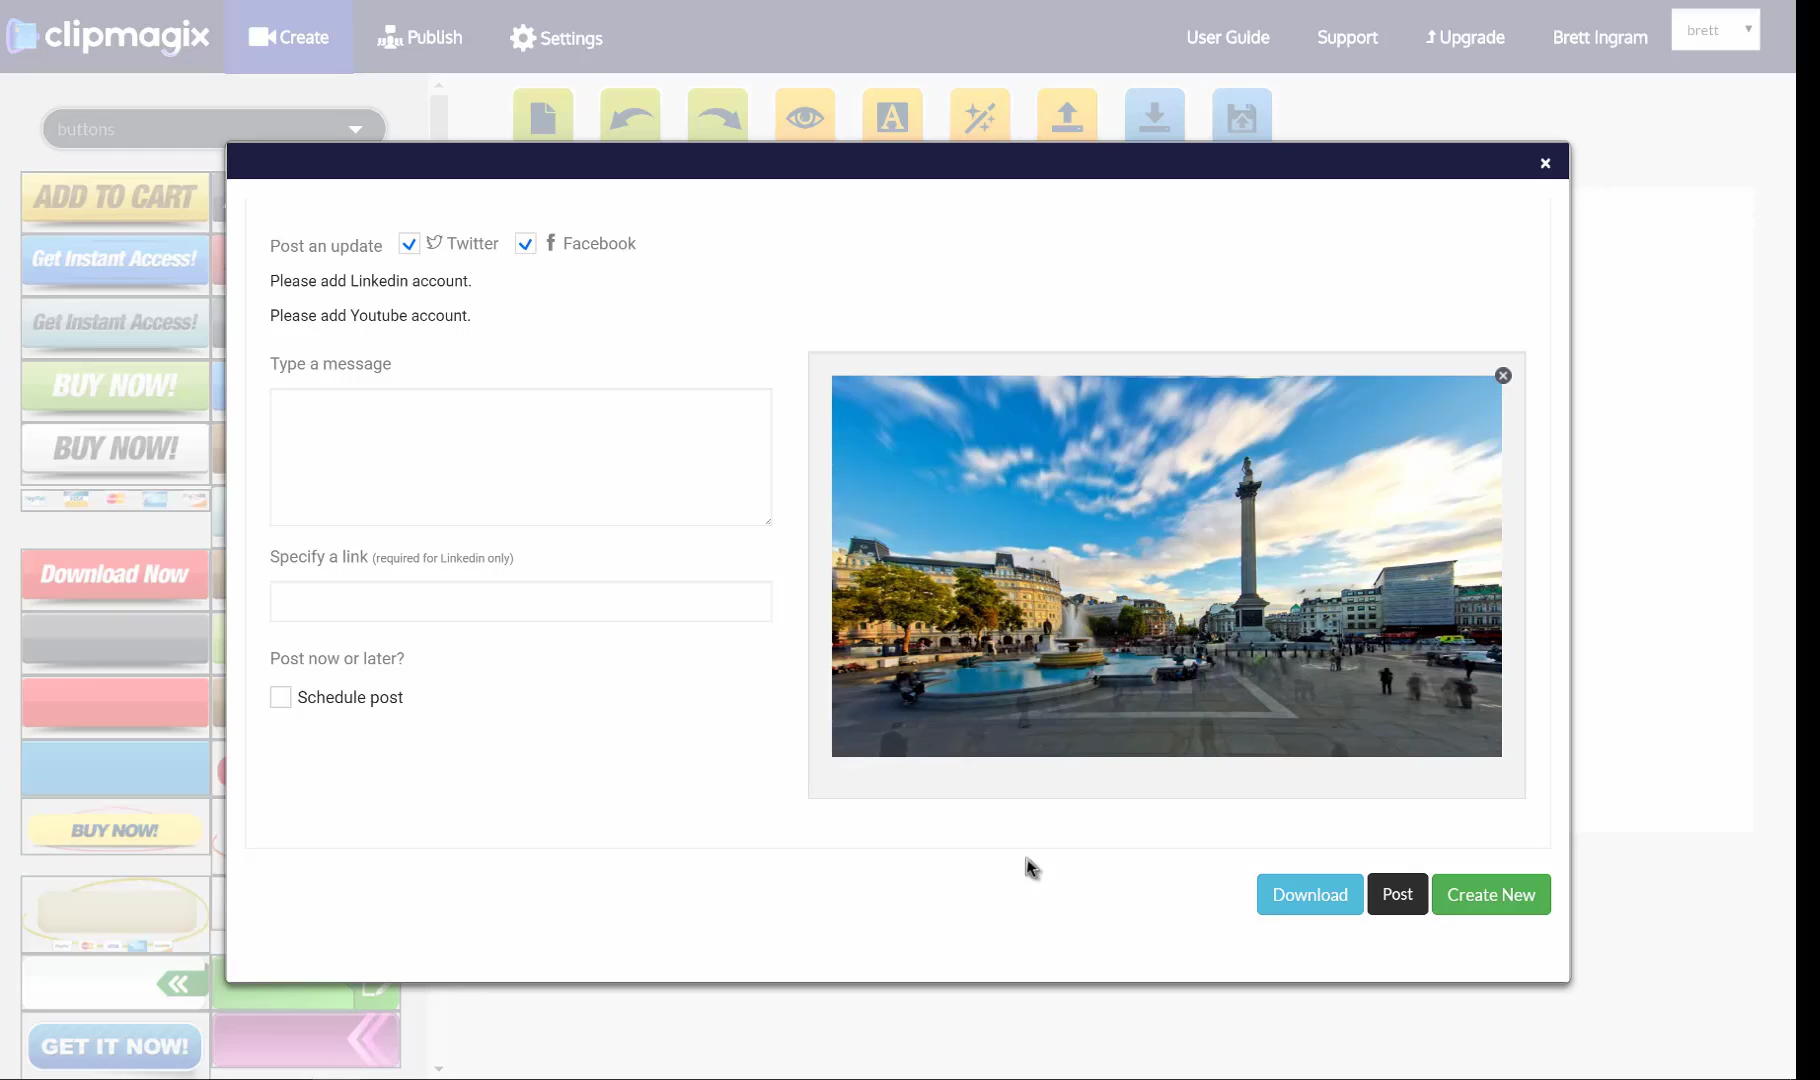 clipmagix
Create
Publish
Settings
User Guide
Support
Upgrade
Brett Ingram
brett
buttons
ADD TO CART
Get Instant Access!
Get Instant Access!
BUY NOW!
BUY NOW!
PayPal VISA
Download Now
BUY NOW!
GET IT NOW!
×
Post an update
Twitter
Facebook
Please add Linkedin account.
Please add Youtube account.
Type a message
Specify a link (required for Linkedin only)
Post now or later?
Schedule post
Download
Post
Create New